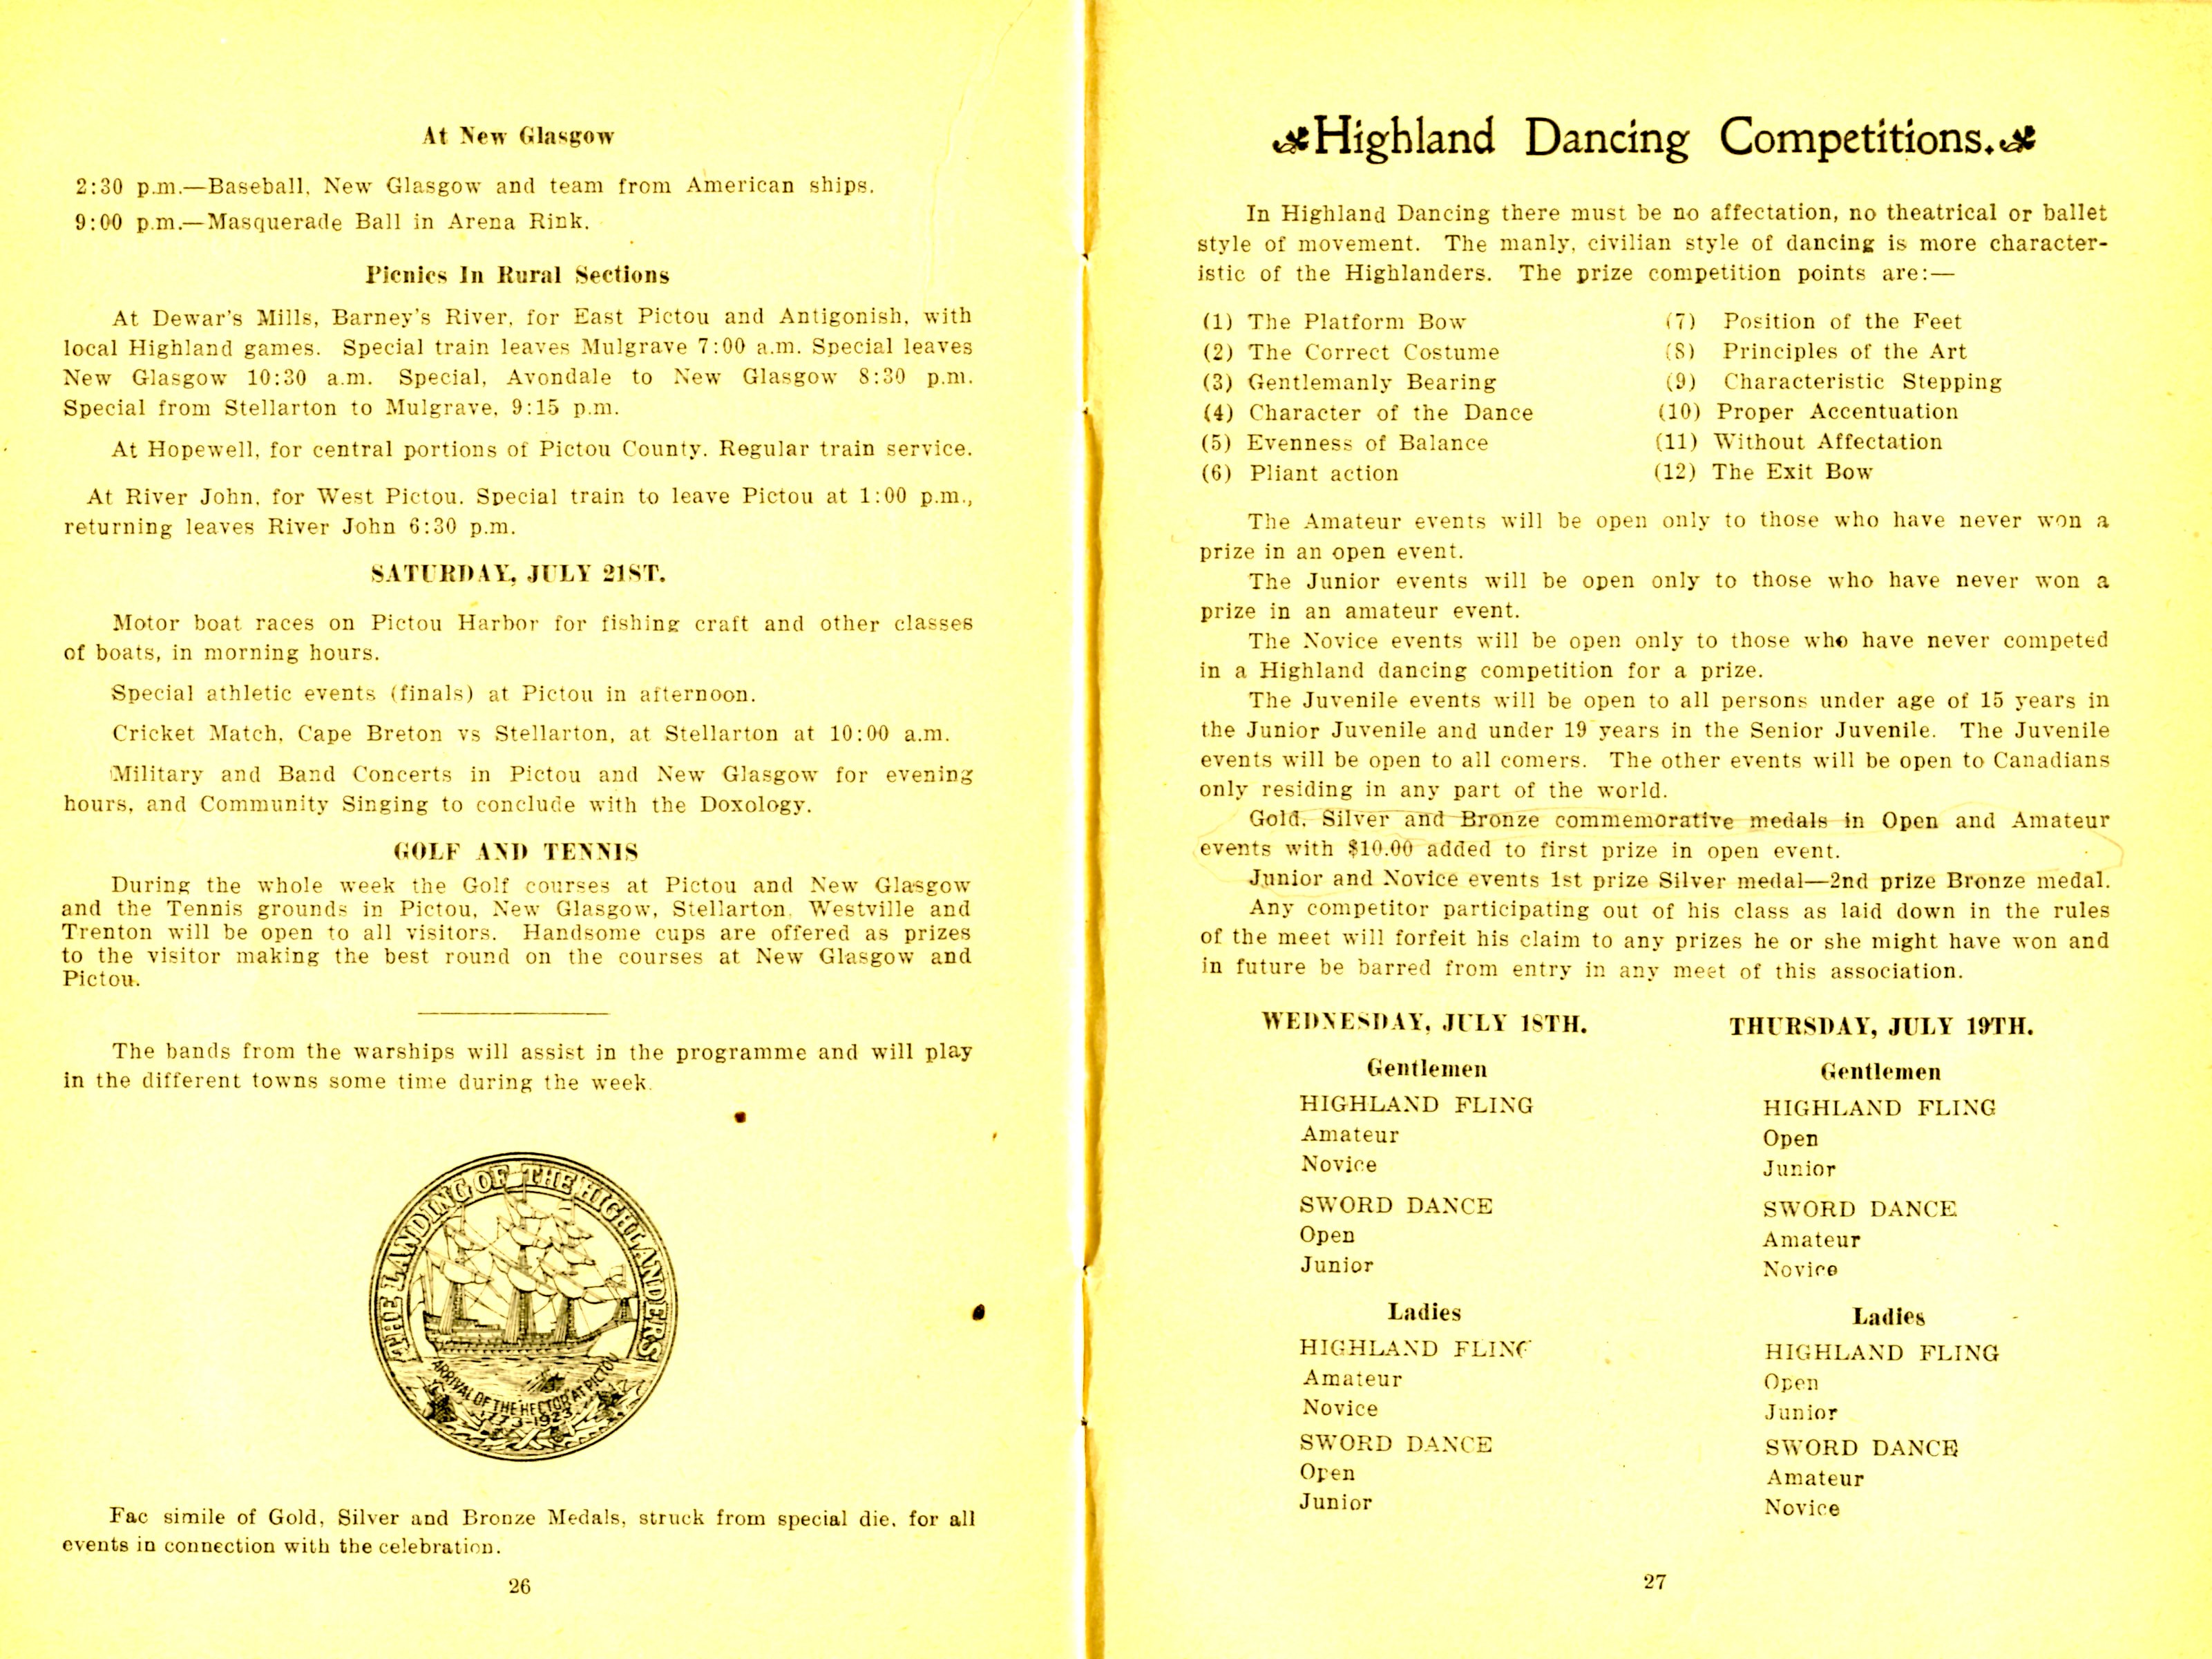 At New Glasgow
2:30 p.m.—Baseball, New Glasgow and team from American ships.
9:00 p.m.—Masquerade Ball in Arena Rink.
Picnics In Rural Sections
At Dewar's Mills, Barney's River, for East Pictou and Antigonish, with
local Highland games. Special train leaves Mulgrave 7:00 a.m. Special leaves
New Glasgow 10:30 a.m. Special, Avondale to New Glasgow 8:30 p.m.
Special from Stellarton to Mulgrave, 9:15 p.m.
At Hopewell, for central portions of Pictou County. Regular train service.
At River John, for West Pictou. Special train to leave Pictou at 1:00 p.m.,
returning leaves River John 6:30 p.m.
SATURDAY, JULY 21ST.
Motor boat races on Pictou Harbor for fishing craft and other classes
of boats, in morning hours.
Special athletic events (finals) at Pictou in afternoon.
Cricket Match, Cape Breton vs Stellarton, at Stellarton at 10:00 a.m.
Military and Band Concerts in Pictou and New Glasgow for evening
hours, and Community Singing to conclude with the Doxology.
GOLF AND TENNIS
During the whole week the Golf courses at Pictou and New Glasgow
and the Tennis grounds in Pictou, New Glasgow, Stellarton, Westville and
Trenton will be open to all visitors. Handsome cups are offered as prizes
to the visitor making the best round on the courses at New Glasgow and
Pictou.
The bands from the warships will assist in the programme and will play
in the different towns some time during the week.
THE LANDING OF THE HIGHLANDERS
ARRIVAL OF THE HECTOR AT PICTOU
1773-1923
Fac simile of Gold, Silver and Bronze Medals, struck from special die, for all
events in connection with the celebration.
26
Highland Dancing Competitions.
In Highland Dancing there must be no affectation, no theatrical or ballet
style of movement. The manly, civilian style of dancing is more character-
istic of the Highlanders. The prize competition points are:—
(1) The Platform Bow
(2) The Correct Costume
(3) Gentlemanly Bearing
(4) Character of the Dance
(5) Evenness of Balance
(6) Pliant action
(7) Position of the Feet
(8) Principles of the Art
(9) Characteristic Stepping
(10) Proper Accentuation
(11) Without Affectation
(12) The Exit Bow
The Amateur events will be open only to those who have never won a
prize in an open event.
The Junior events will be open only to those who have never won a
prize in an amateur event.
The Novice events will be open only to those who have never competed
in a Highland dancing competition for a prize.
The Juvenile events will be open to all persons under age of 15 years in
the Junior Juvenile and under 19 years in the Senior Juvenile. The Juvenile
events will be open to all comers. The other events will be open to Canadians
only residing in any part of the world.
Gold, Silver and Bronze commemorative medals in Open and Amateur
events with $10.00 added to first prize in open event.
Junior and Novice events 1st prize Silver medal—2nd prize Bronze medal.
Any competitor participating out of his class as laid down in the rules
of the meet will forfeit his claim to any prizes he or she might have won and
in future be barred from entry in any meet of this association.
WEDNESDAY, JULY 18TH.
Gentlemen
HIGHLAND FLING
Amateur
Novice
SWORD DANCE
Open
Junior
Ladies
HIGHLAND FLING
Amateur
Novice
SWORD DANCE
Open
Junior
THURSDAY, JULY 19TH.
Gentlemen
HIGHLAND FLING
Open
Junior
SWORD DANCE
Amateur
Novice
Ladies
HIGHLAND FLING
Open
Junior
SWORD DANCE
Amateur
Novice
27